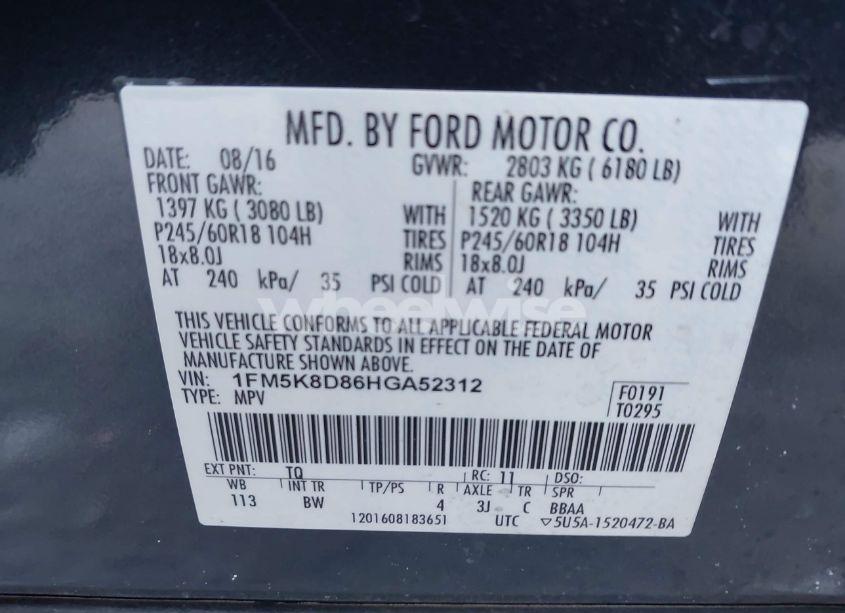 MFD. BY FORD MOTOR CO.
DATE: 08/16 GVWR: 2803 KG ( 6180 LB)
FRONT GAWR: REAR GAWR:
1397 KG ( 3080 LB) WITH 1520 KG ( 3350 LB) WITH
P245/60R18 104H TIRES P245/60R18 104H TIRES
18x8.0J RIMS 18x8.0J RIMS
AT 240 kPa/ 35 PSI COLD AT 240 kPa/ 35 PSI COLD
wheelwise
THIS VEHICLE CONFORMS TO ALL APPLICABLE FEDERAL MOTOR
VEHICLE SAFETY STANDARDS IN EFFECT ON THE DATE OF
MANUFACTURE SHOWN ABOVE.
VIN: 1FM5K8D86HGA52312 F0191
TYPE: MPV T0295
EXT PNT: TQ RC: 11 DSO:
WB INT TR TP/PS R AXLE TR SPR
113 BW 4 3J C BBAA
1201608183651 UTC ▽5U5A-1520472-BA